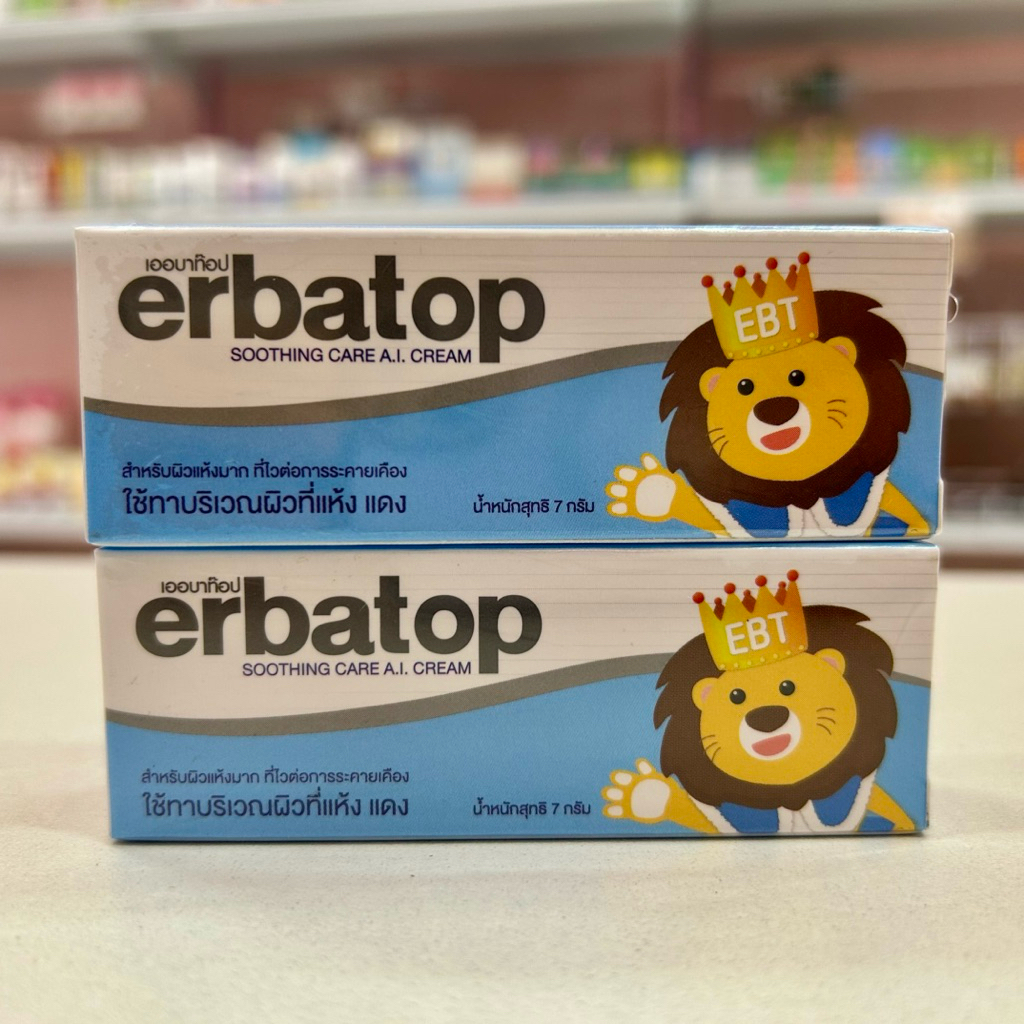 เออบาท๊อป
erbatop
SOOTHING CARE A.I. CREAM
EBT
สำหรับผิวแห้งมาก ที่ไวต่อการระคายเคือง
ใช้ทาบริเวณผิวที่แห้ง แดง
น้ำหนักสุทธิ 7 กรัม
เออบาท๊อป
erbatop
SOOTHING CARE A.I. CREAM
EBT
สำหรับผิวแห้งมาก ที่ไวต่อการระคายเคือง
ใช้ทาบริเวณผิวที่แห้ง แดง
น้ำหนักสุทธิ 7 กรัม